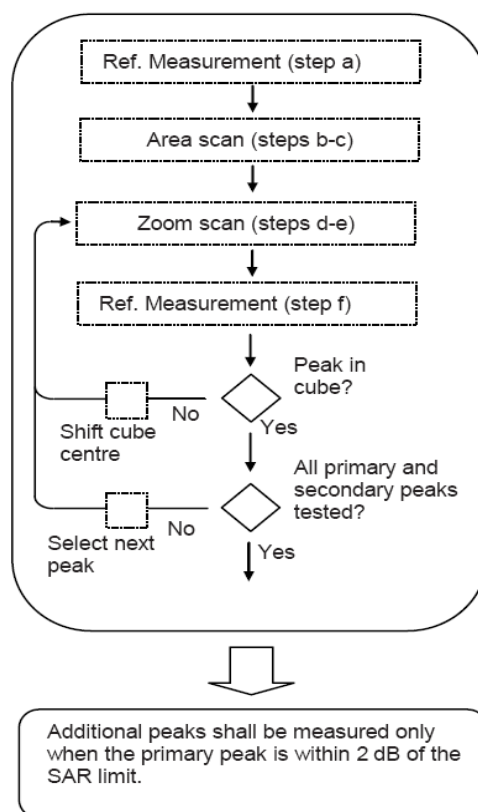 Ref. Measurement (step a)
Area scan (steps b-c)
Zoom scan (steps d-e)
Ref. Measurement (step f)
Peak in
cube?
No
Yes
Shift cube
centre
All primary and
secondary peaks
tested?
No
Yes
Select next
peak
Additional peaks shall be measured only
when the primary peak is within 2 dB of the
SAR limit.